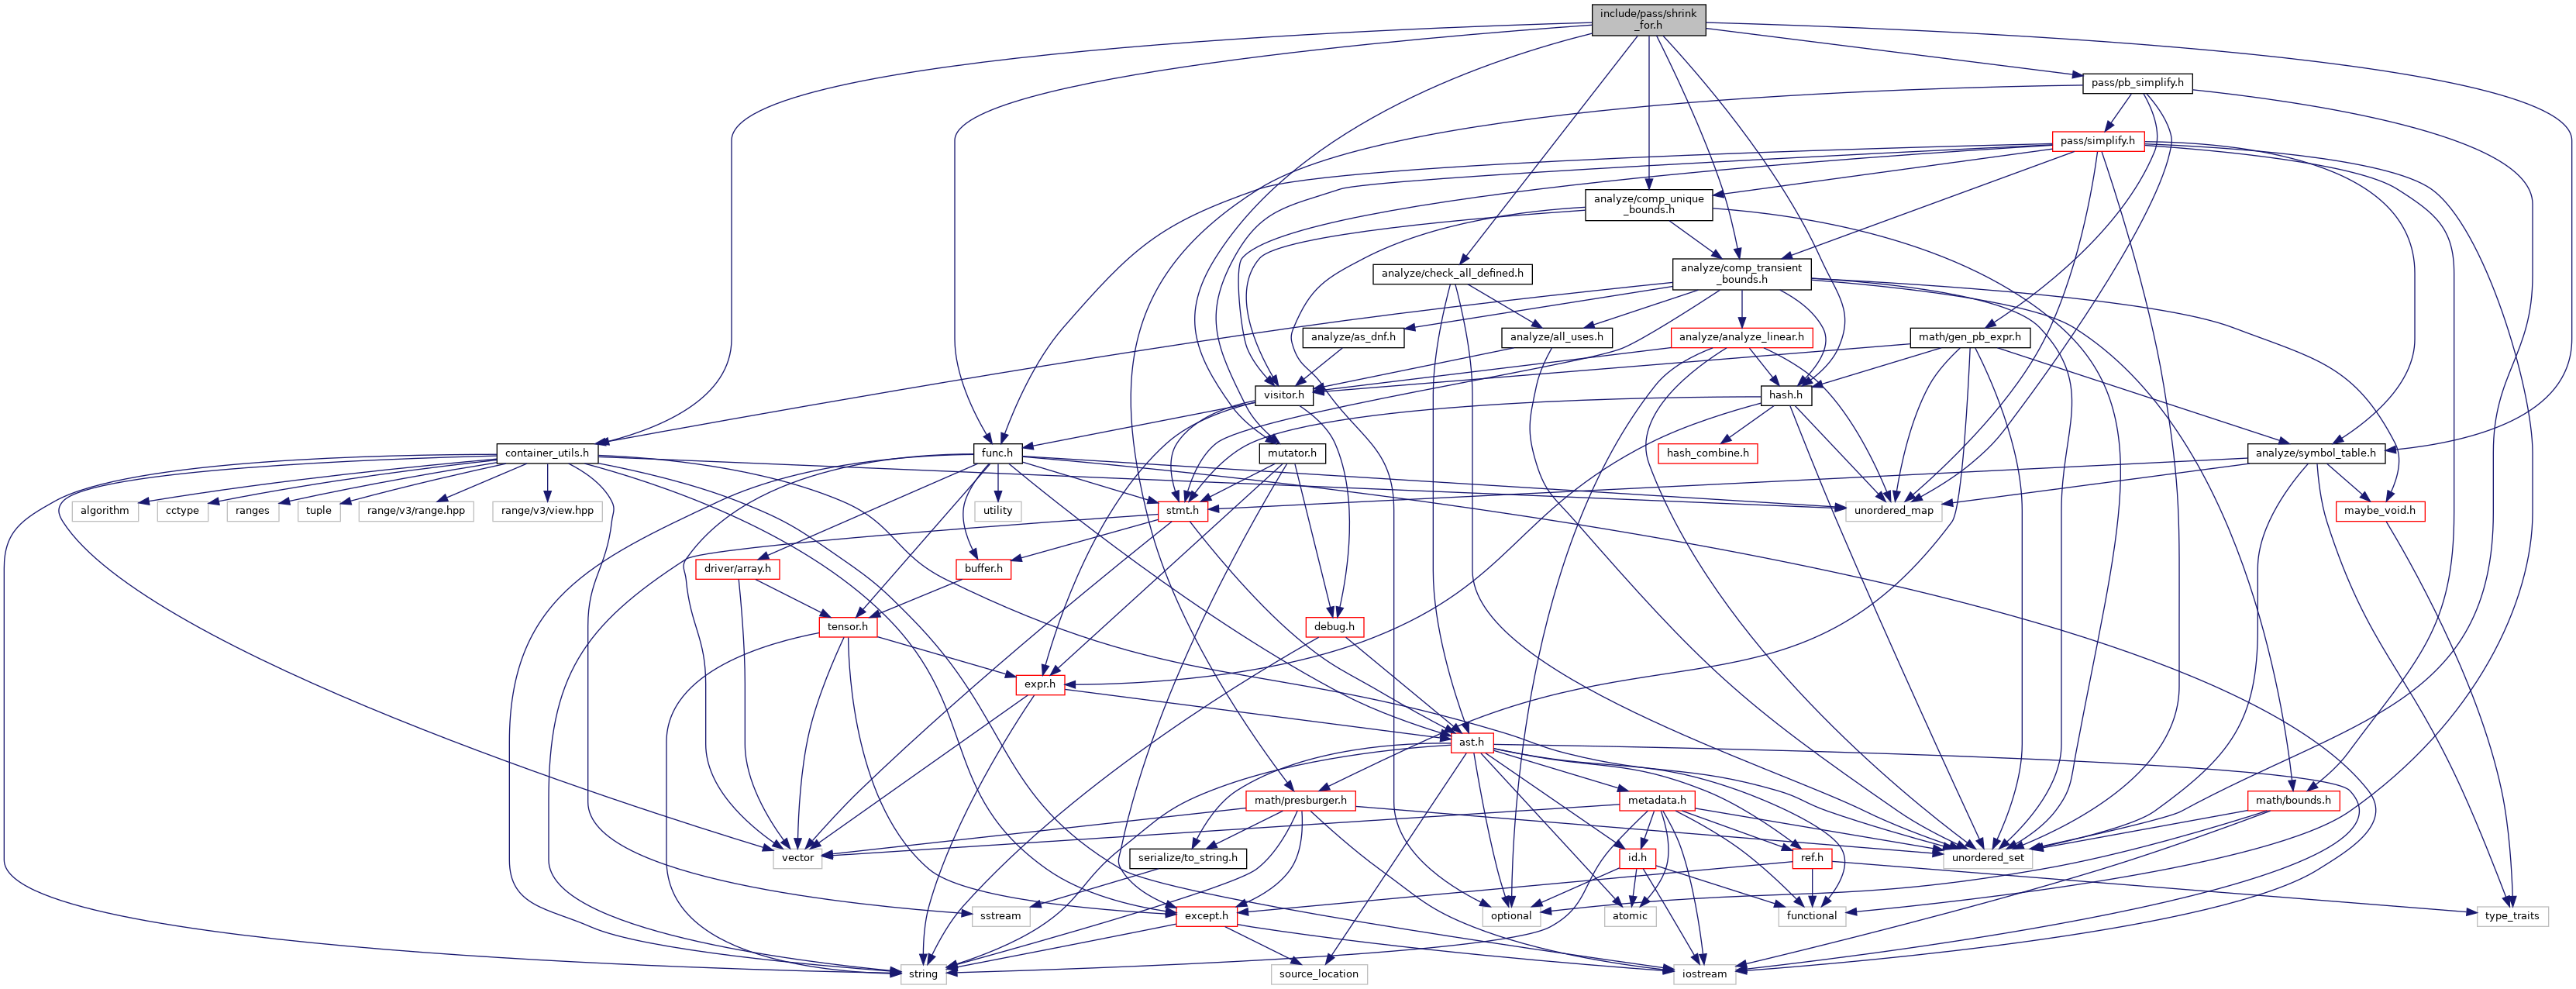 include/pass/shrink
_for.h
pass/pb_simplify.h
pass/simplify.h
analyze/comp_unique
_bounds.h
analyze/check_all_defined.h
analyze/comp_transient
_bounds.h
analyze/as_dnf.h
analyze/all_uses.h
analyze/analyze_linear.h
math/gen_pb_expr.h
visitor.h
hash.h
container_utils.h
func.h
mutator.h
hash_combine.h
analyze/symbol_table.h
algorithm
cctype
ranges
tuple
range/v3/range.hpp
range/v3/view.hpp
utility
stmt.h
unordered_map
maybe_void.h
driver/array.h
buffer.h
tensor.h
debug.h
expr.h
ast.h
math/presburger.h
metadata.h
math/bounds.h
vector
serialize/to_string.h
id.h
ref.h
unordered_set
sstream
except.h
optional
atomic
functional
type_traits
string
source_location
iostream